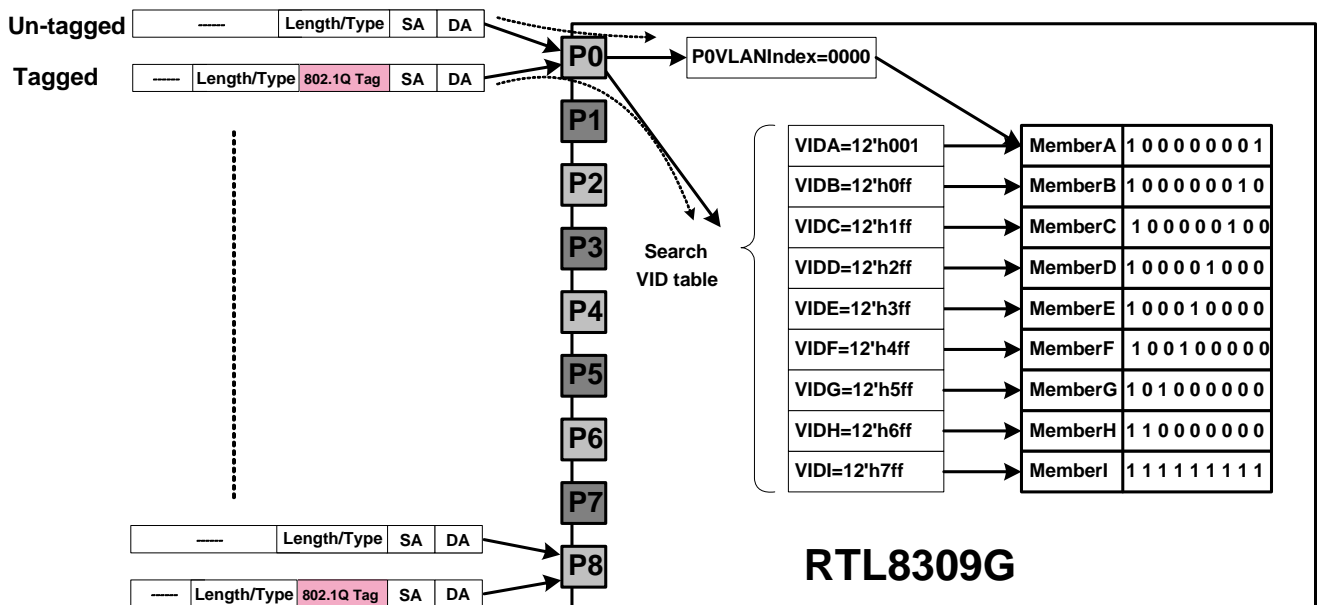 Un-tagged
------ Length/Type SA DA
Tagged
------ Length/Type 802.1Q Tag SA DA
P0
P0VLANIndex=0000
P1
P2
P3
P4
P5
P6
P7
P8
Search
VID table
VIDA=12'h001 MemberA 1 0 0 0 0 0 0 0 1
VIDB=12'h0ff MemberB 1 0 0 0 0 0 0 1 0
VIDC=12'h1ff MemberC 1 0 0 0 0 0 1 0 0
VIDD=12'h2ff MemberD 1 0 0 0 0 1 0 0 0
VIDE=12'h3ff MemberE 1 0 0 0 1 0 0 0 0
VIDF=12'h4ff MemberF 1 0 0 1 0 0 0 0 0
VIDG=12'h5ff MemberG 1 0 1 0 0 0 0 0 0
VIDH=12'h6ff MemberH 1 1 0 0 0 0 0 0 0
VIDI=12'h7ff MemberI 1 1 1 1 1 1 1 1 1
------ Length/Type SA DA
------ Length/Type 802.1Q Tag SA DA
RTL8309G